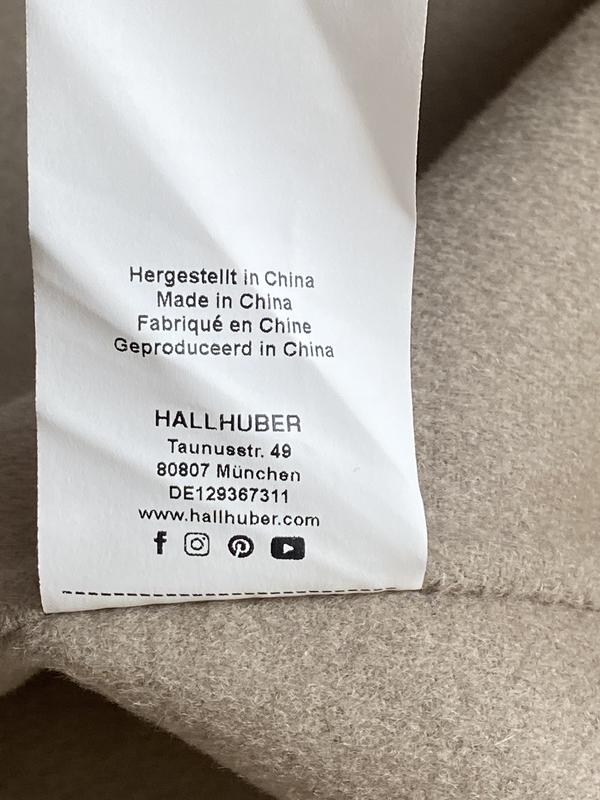 Hergestellt in China
Made in China
Fabriqué en Chine
Geproduceerd in China
HALLHUBER
Taunusstr. 49
80807 München
DE129367311
www.hallhuber.com